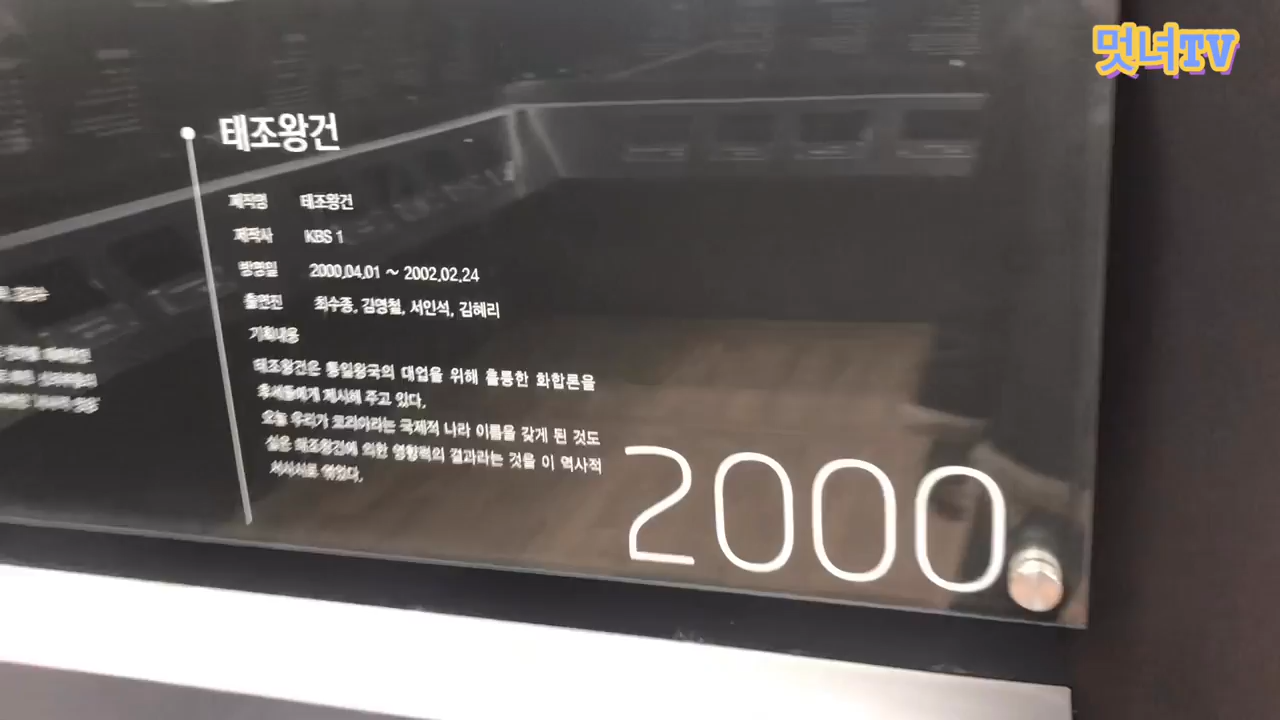 멋녀TV
태조왕건
제작명 태조왕건
제작사 KBS 1
방영일 2000.04.01 ~ 2002.02.24
출연진 최수종, 김영철, 서인석, 김혜리
기획내용
태조왕건은 통일왕국의 대업을 위해 훌륭한 화합론을
후세들에게 제시해 주고 있다.
오늘 우리가 코리아라는 국제적 나라 이름을 갖게 된 것도
실은 태조왕건에 의한 영향력의 결과라는 것을 이 역사적
서사시로 엮었다.
2000